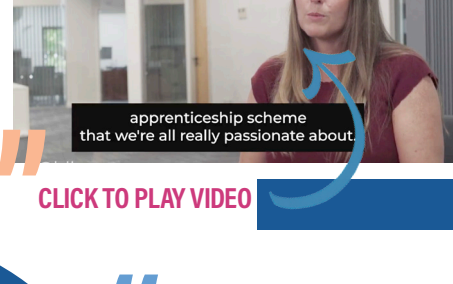 apprenticeship scheme
that we're all really passionate about.
CLICK TO PLAY VIDEO